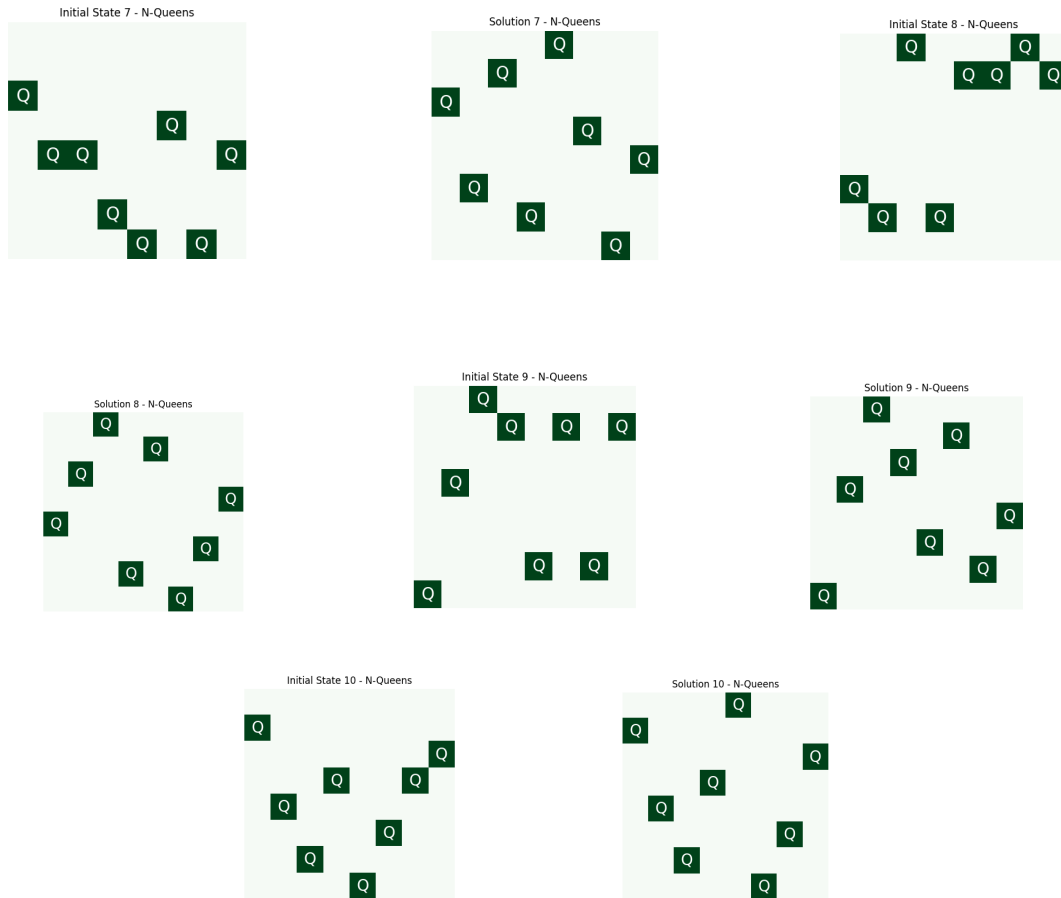 Initial State 7 - N-Queens
Q
Q
Q Q Q
Q
Q Q
Solution 7 - N-Queens
Q
Q
Q
Q
Q
Q
Q
Q
Initial State 8 - N-Queens
Q Q
Q Q Q
Q
Q Q
Solution 8 - N-Queens
Q
Q
Q
Q
Q
Q
Q
Q
Initial State 9 - N-Queens
Q
Q Q Q
Q
Q Q
Q
Solution 9 - N-Queens
Q
Q
Q
Q
Q
Q
Q
Q
Initial State 10 - N-Queens
Q
Q
Q Q
Q
Q
Q
Q
Solution 10 - N-Queens
Q
Q
Q
Q
Q
Q
Q
Q